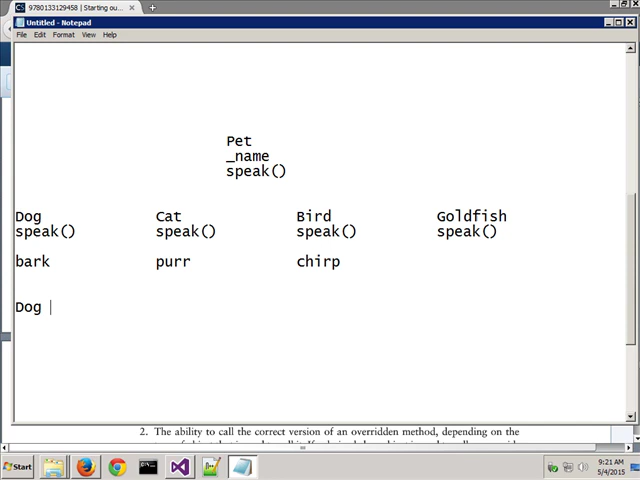 9780133129458 | Starting ou...
Untitled - Notepad
File Edit Format View Help
Pet
_name
speak()
Dog Cat Bird Goldfish
speak() speak() speak() speak()
bark purr chirp
Dog
2. The ability to call the correct version of an overridden method, depending on the
Start
9:21 AM
5/4/2015